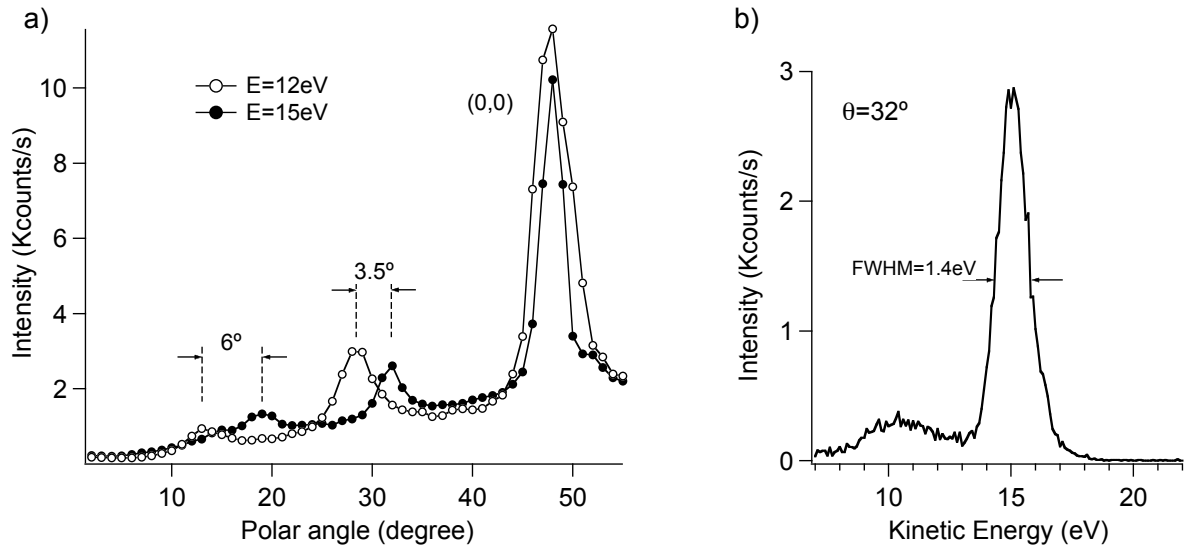 a)
E=12eV
E=15eV
(0,0)
3.5º
6º
10
8
6
4
2
Intensity (Kcounts/s)
10 20 30 40 50
Polar angle (degree)
b)
θ=32º
FWHM=1.4eV
3
2
1
0
Intensity (Kcounts/s)
10 15 20
Kinetic Energy (eV)